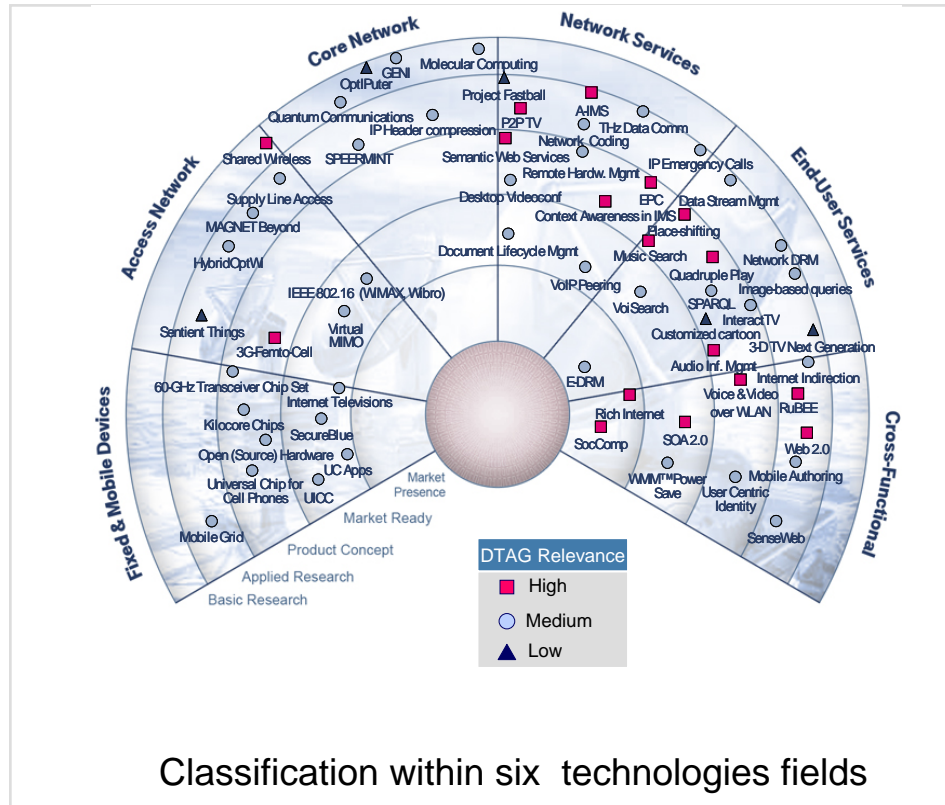 Core Network
Network Services
Access Network
End-User Services
Fixed & Mobile Devices
Cross-Functional
GENI
OptIPuter
Molecular Computing
Project Fastball
Quantum Communications
IP Header compression
P2P TV
A-IMS
THz Data Comm
Network Coding
Shared Wireless
SPEERMINT
Semantic Web Services
Remote Hardw. Mgmt
IP Emergency Calls
Supply Line Access
Desktop Videoconf
EPC
Data Stream Mgmt
MAGNET Beyond
Context Awareness in IMS
Place-shifting
HybridOptWi
Document Lifecycle Mgmt
Music Search
Network DRM
Quadruple Play
Image-based queries
IEEE 802.16 (WiMAX, Wibro)
VoIP Peering
VoiSearch
SPARQL
InteractTV
Sentient Things
Virtual
MIMO
Customized cartoon
3-D TV Next Generation
3G-Femto-Cell
Audio Inf. Mgmt
Internet Indirection
60-GHz Transceiver Chip Set
E-DRM
Voice & Video
over WLAN
RuBEE
Internet Televisions
Rich Internet
Kilocore Chips
SecureBlue
SocComp
SOA 2.0
Web 2.0
Open (Source) Hardware
UC Apps
Mobile Authoring
Universal Chip for
Cell Phones
UICC
WMM™Power
Save
User Centric
Identity
Mobile Grid
SenseWeb
Market
Presence
Market Ready
Product Concept
Applied Research
Basic Research
DTAG Relevance
High
Medium
Low
Classification within six technologies fields